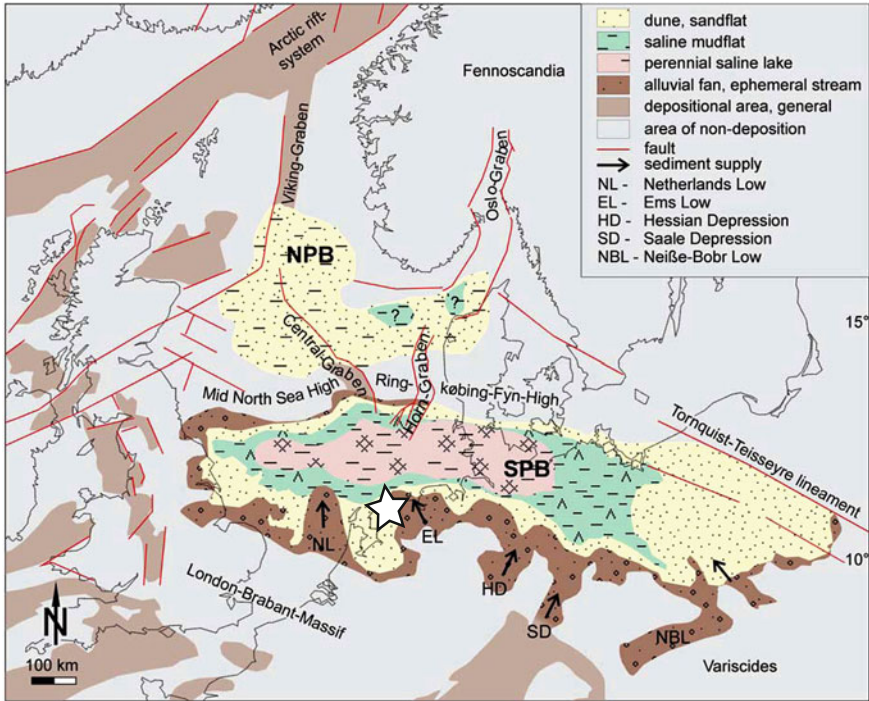 Arctic rift-
system
Fennoscandia
Viking-Graben
Oslo-Graben
NPB
?
?
Central-Graben
Horn-Graben
Mid North Sea High
Ring-
købing-Fyn-High
Tornquist-Teisseyre lineament
SPB
NL
EL
HD
SD
NBL
London-Brabant-Massif
Variscides
N
100 km
15°
10°
dune, sandflat
saline mudflat
perennial saline lake
alluvial fan, ephemeral stream
depositional area, general
area of non-deposition
fault
sediment supply
NL - Netherlands Low
EL - Ems Low
HD - Hessian Depression
SD - Saale Depression
NBL - Neiße-Bobr Low